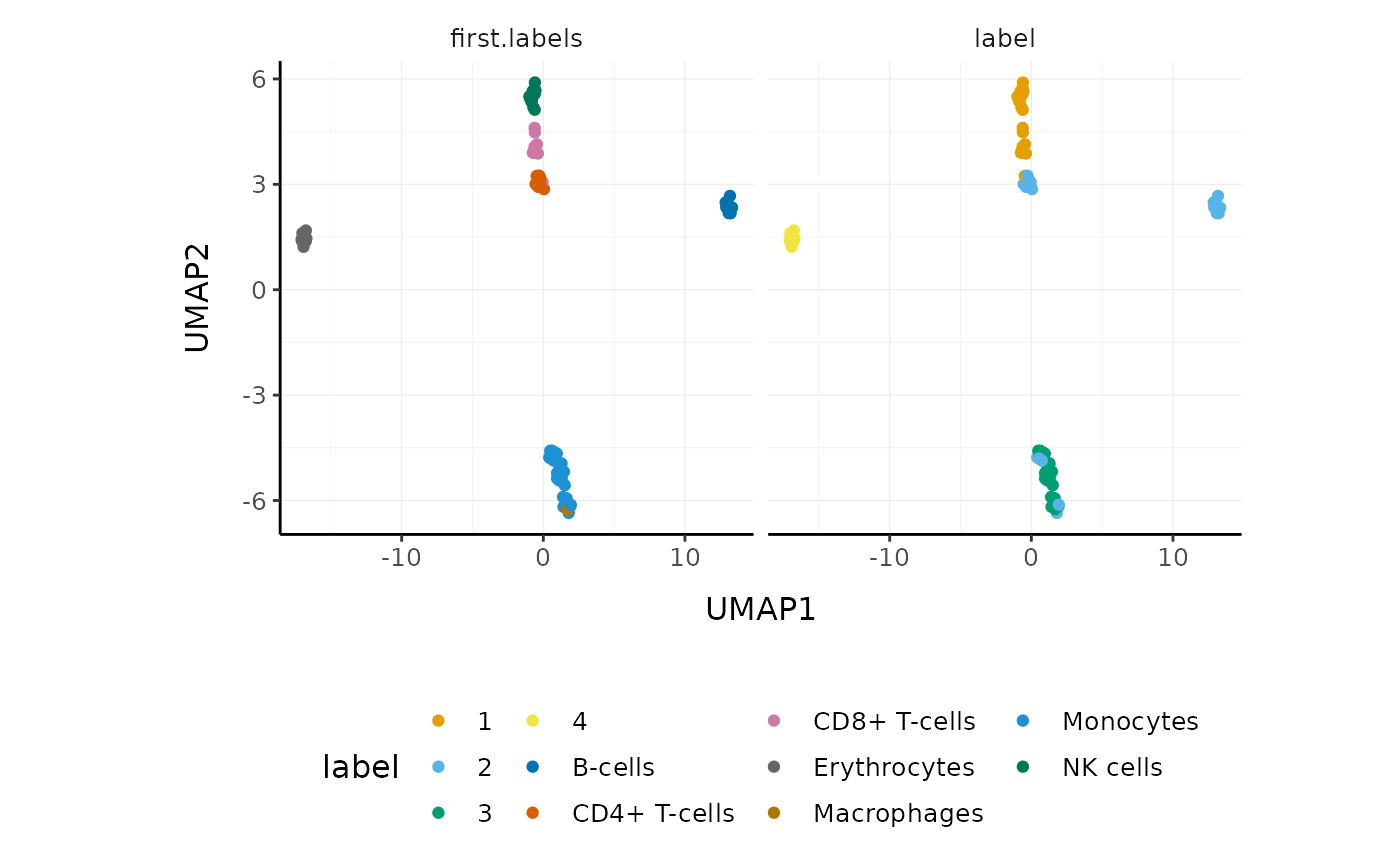 first.labels label
6
3
0
-3
-6
UMAP2
-10 0 10 -10 0 10
UMAP1
label
1 4 CD8+ T-cells Monocytes
2 B-cells Erythrocytes NK cells
3 CD4+ T-cells Macrophages